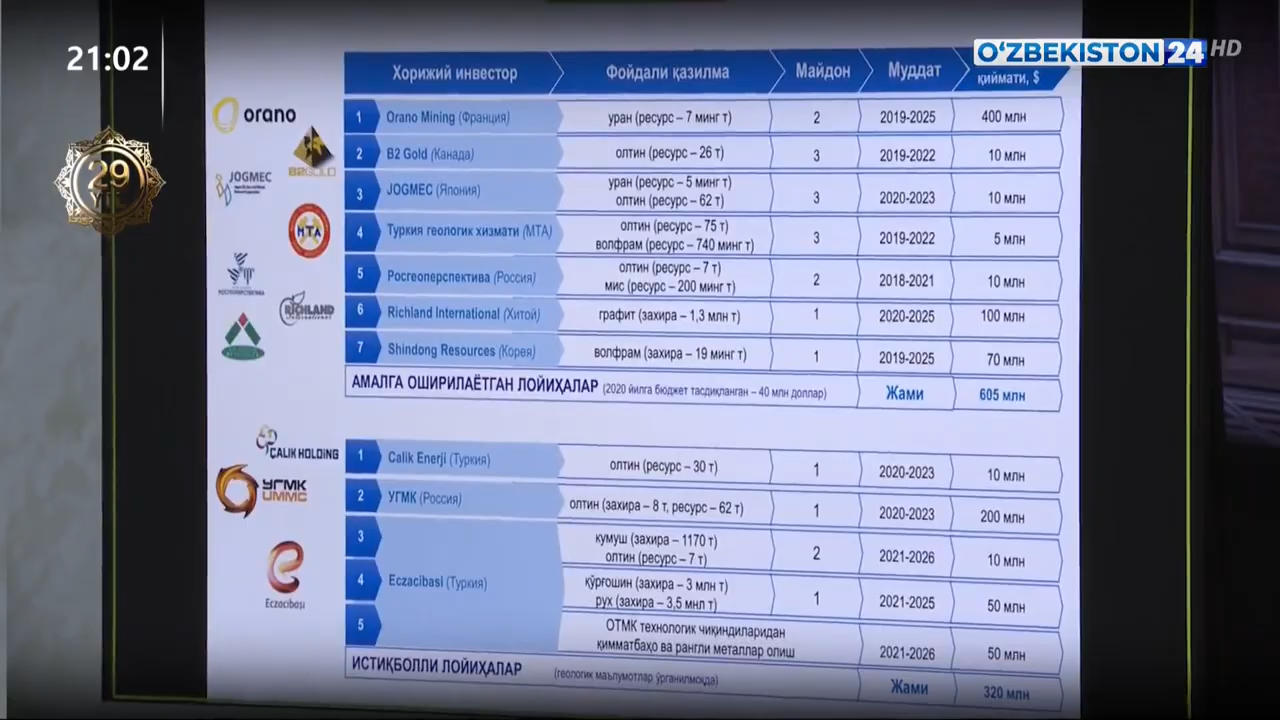 21:02
O‘ZBEKISTON 24 HD
29
Хорижий инвестор Фойдали қазилма Майдон Муддат қиймати, $
orano
B2GOLD
JOGMEC
MTA
RICHLAND
1 Orano Mining (Франция) уран (ресурс – 7 минг т) 2 2019-2025 400 млн
2 B2 Gold (Канада) олтин (ресурс – 26 т) 3 2019-2022 10 млн
3 JOGMEC (Япония) уран (ресурс – 5 минг т) 3 2020-2023 10 млн
олтин (ресурс – 62 т)
4 Туркия геологик хизмати (МТА) олтин (ресурс – 75 т) 3 2019-2022 5 млн
волфрам (ресурс – 740 минг т)
5 Росгеоперспектива (Россия) олтин (ресурс – 7 т) 2 2018-2021 10 млн
мис (ресурс – 200 минг т)
6 Richland International (Хитой) графит (захира – 1,3 млн т) 1 2020-2025 100 млн
7 Shindong Resources (Корея) волфрам (захира – 19 минг т) 1 2019-2025 70 млн
АМАЛГА ОШИРИЛАЁТГАН ЛОЙИҲАЛАР (2020 йилга бюджет тасдиқланган – 40 млн доллар) Жами 605 млн
ÇALIK HOLDING
УГМК
UMMC
Eczacıbaşı
1 Calik Enerji (Туркия) олтин (ресурс – 30 т) 1 2020-2023 10 млн
2 УГМК (Россия) олтин (захира – 8 т, ресурс – 62 т) 1 2020-2023 200 млн
3 кумуш (захира – 1170 т) 2 2021-2026 10 млн
олтин (ресурс – 7 т)
4 Eczacibasi (Туркия) қўрғошин (захира – 3 млн т) 1 2021-2025 50 млн
рух (захира – 3,5 мнл т)
5 ОТМК технологик чиқиндиларидан 2021-2026 50 млн
қимматбаҳо ва рангли металлар олиш
ИСТИҚБОЛЛИ ЛОЙИҲАЛАР (геологик маълумотлар ўрганилмоқда) Жами 320 млн